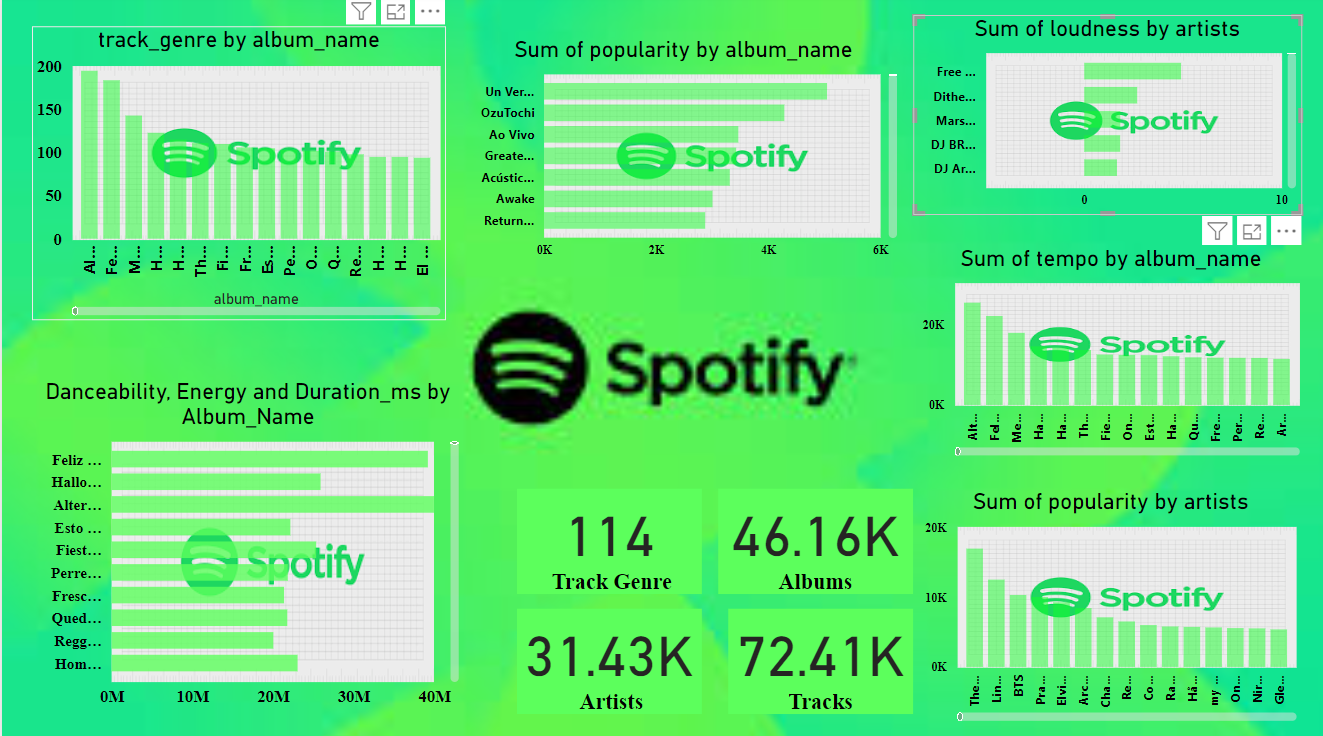 track_genre by album_name
200
150
100
50
0
Spotify
Al...
Fe...
M...
H...
H...
Th...
Fi...
Fr...
Es...
Pe...
O...
Q...
Re...
H...
H...
El ...
album_name
Sum of popularity by album_name
Un Ver...
OzuTochi
Ao Vivo
Greate...
Acústic...
Awake
Return...
Spotify
0K 2K 4K 6K
Sum of loudness by artists
Free ...
Dithe...
Mars...
DJ BR...
DJ Ar...
Spotify
0 10
Sum of tempo by album_name
20K
0K
Spotify
Alt...
Fel...
Me...
Ha...
Ha...
Th...
Fie...
On...
Est...
Ha...
Qu...
Fre...
Per...
Re...
Ar...
Spotify
Danceability, Energy and Duration_ms by
Album_Name
Feliz ...
Hallo...
Alter...
Esto ...
Fiest...
Perre...
Fresc...
Qued...
Regg...
Hom...
Spotify
0M 10M 20M 30M 40M
114
Track Genre
46.16K
Albums
31.43K
Artists
72.41K
Tracks
Sum of popularity by artists
20K
10K
0K
Spotify
The...
Lin...
BTS
Pra...
Elvi...
Arc...
Cha...
Re...
Co...
Ra...
Hã...
my ...
On...
Nir...
Gle...